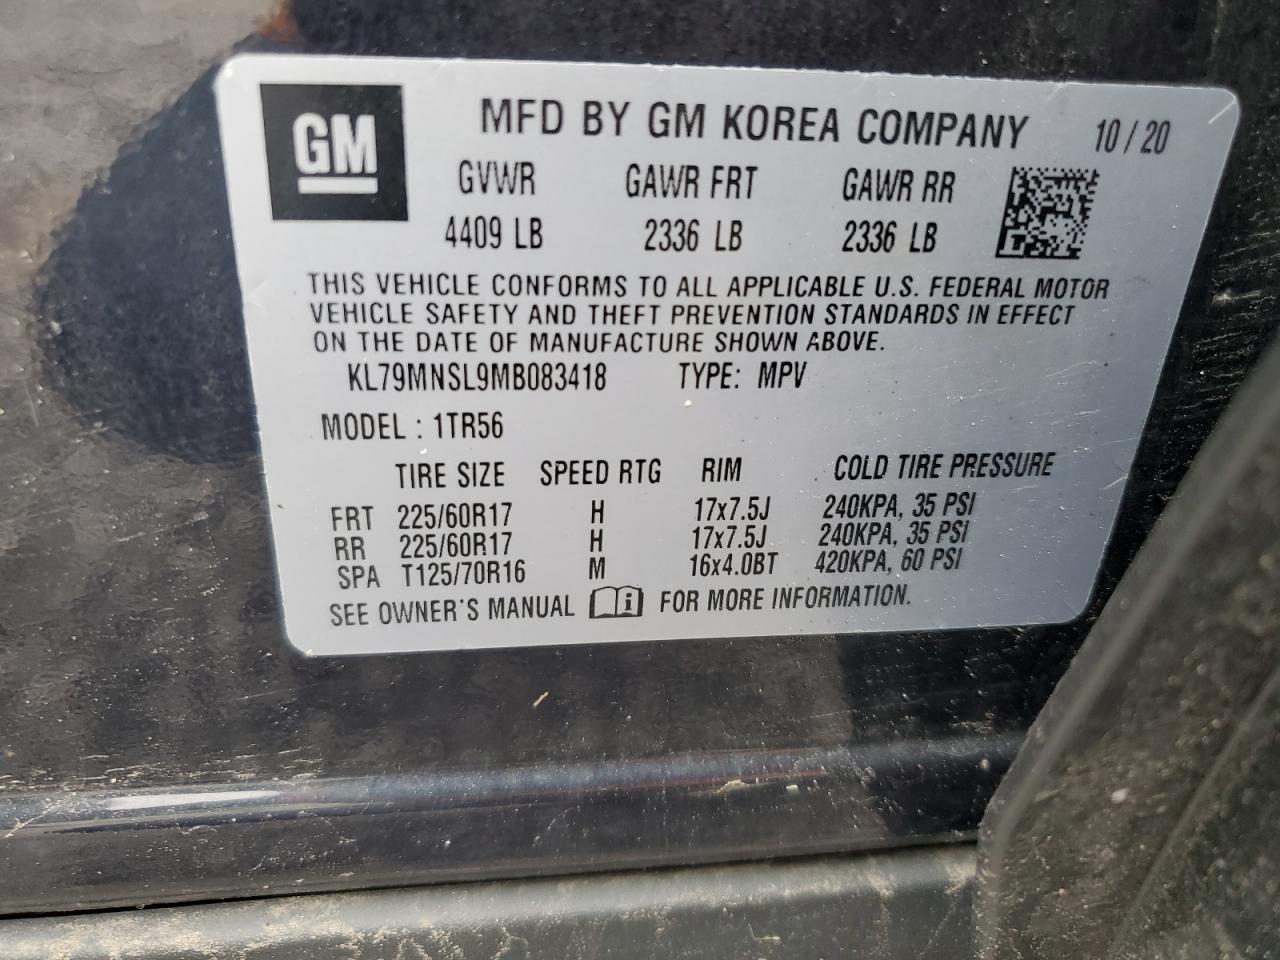 GM MFD BY GM KOREA COMPANY 10/20
GVWR GAWR FRT GAWR RR
4409 LB 2336 LB 2336 LB
THIS VEHICLE CONFORMS TO ALL APPLICABLE U.S. FEDERAL MOTOR
VEHICLE SAFETY AND THEFT PREVENTION STANDARDS IN EFFECT
ON THE DATE OF MANUFACTURE SHOWN ABOVE.
KL79MNSL9MB083418 TYPE: MPV
MODEL : 1TR56
TIRE SIZE SPEED RTG RIM COLD TIRE PRESSURE
FRT 225/60R17 H 17x7.5J 240KPA, 35 PSI
RR 225/60R17 H 17x7.5J 240KPA, 35 PSI
SPA T125/70R16 M 16x4.0BT 420KPA, 60 PSI
SEE OWNER'S MANUAL FOR MORE INFORMATION.